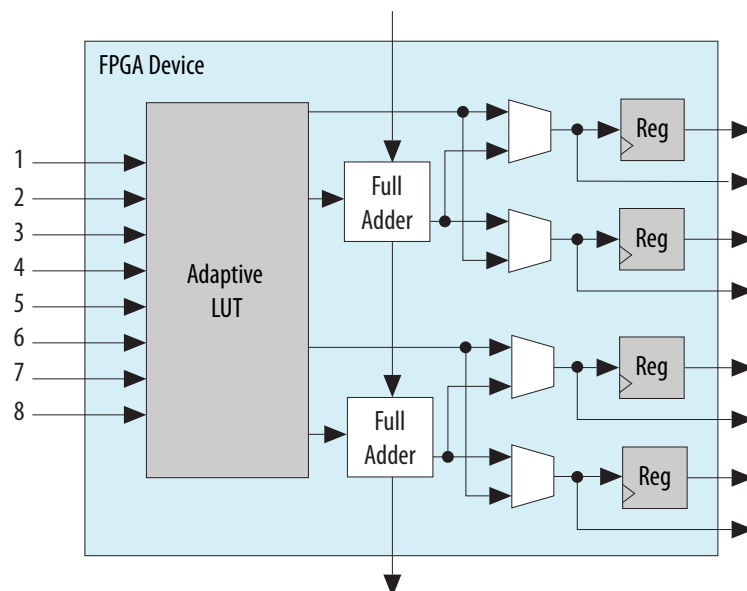 FPGA Device
1
2
3
4
5
6
7
8
Adaptive
LUT
Full
Adder
Full
Adder
Reg
Reg
Reg
Reg